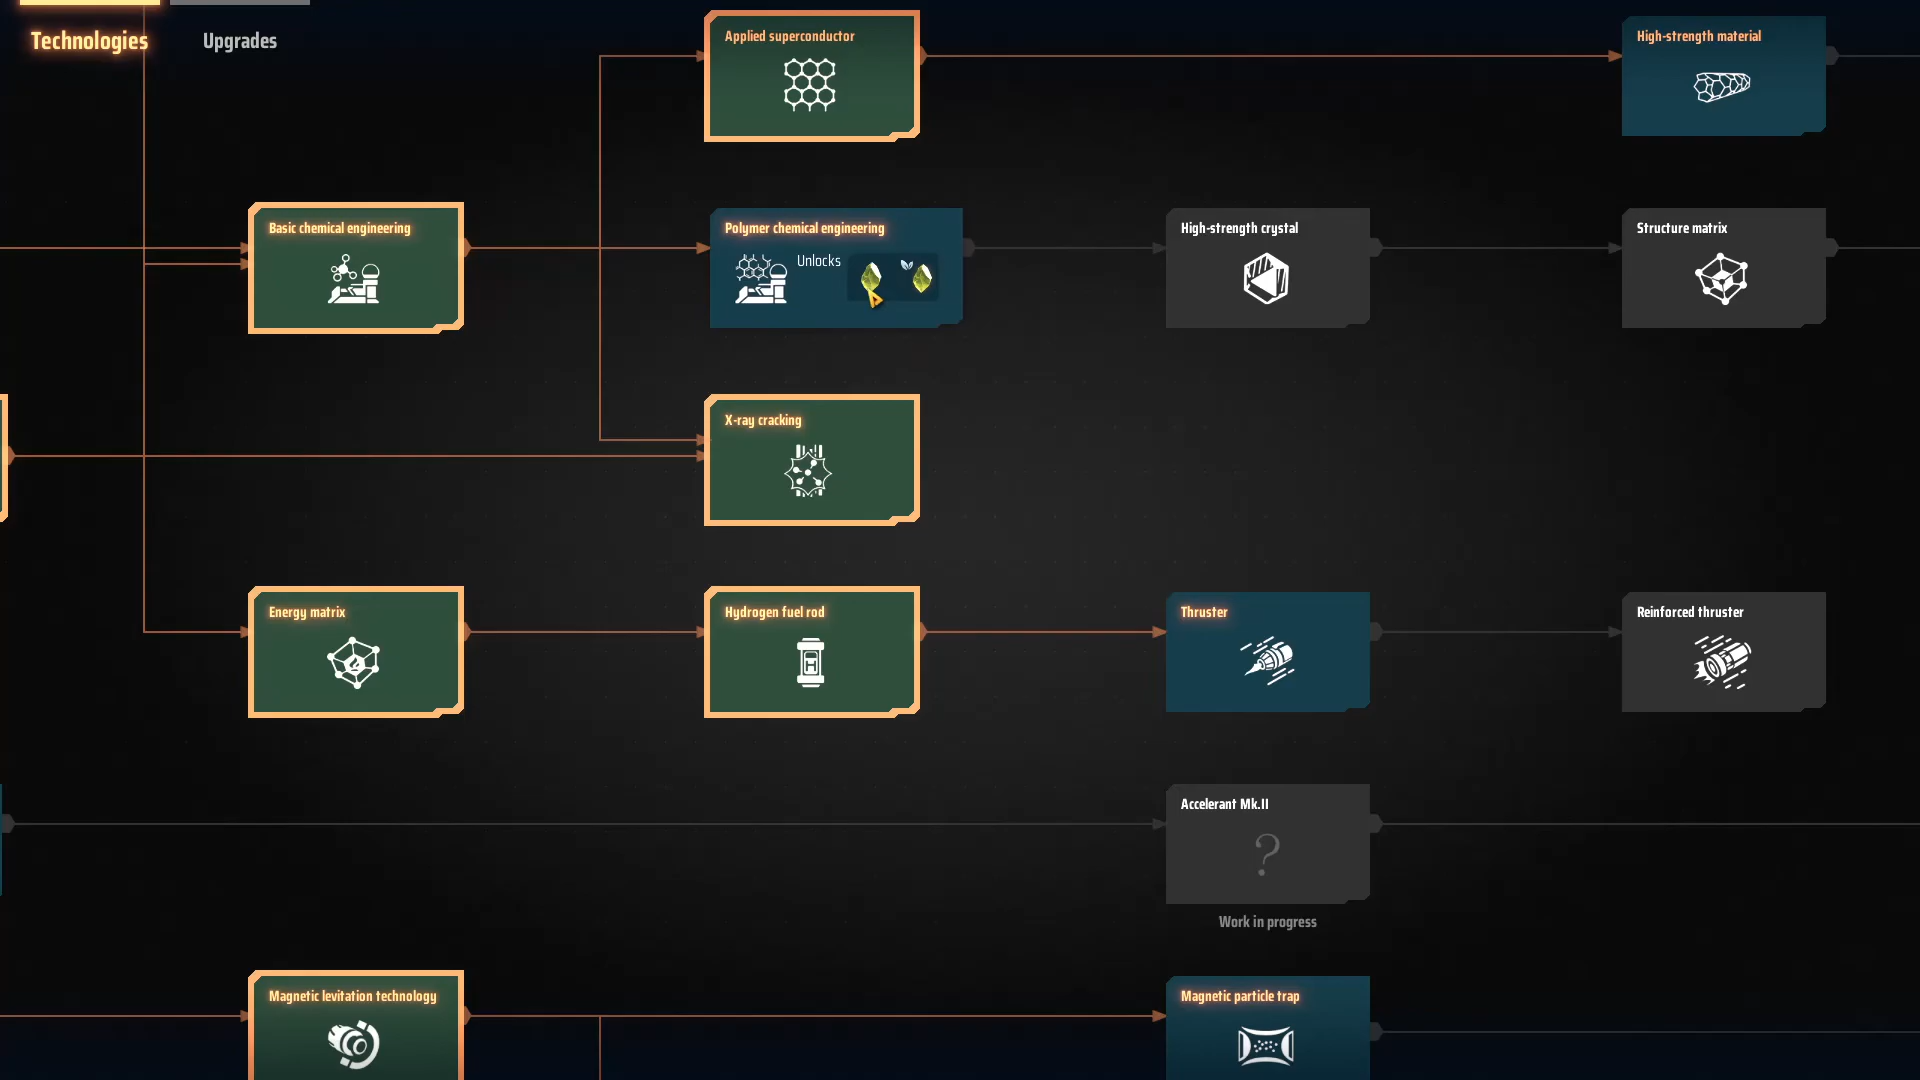 Technologies
Upgrades
Applied superconductor
High-strength material
Basic chemical engineering
Polymer chemical engineering
Unlocks
High-strength crystal
Structure matrix
X-ray cracking
Energy matrix
Hydrogen fuel rod
H
Thruster
Reinforced thruster
Accelerant Mk.II
?
Work in progress
Magnetic levitation technology
Magnetic particle trap